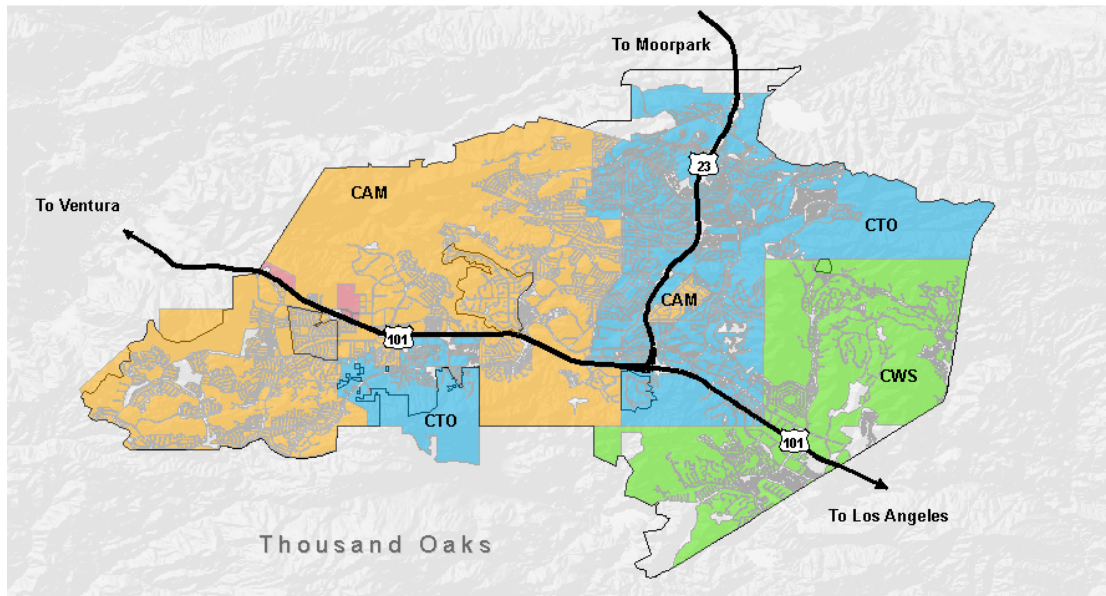 To Moorpark
23
CAM
To Ventura
CTO
CAM
101
CWS
CTO
101
To Los Angeles
Thousand Oaks